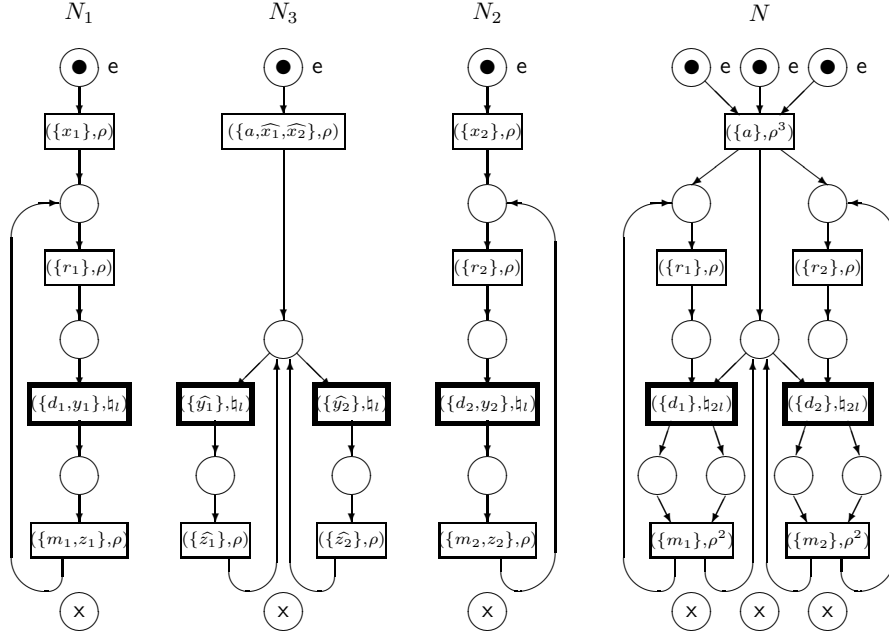 N₁ N₃ N₂ N
e e e e e e
({x₁},ρ) ({a,x̂₁,x̂₂},ρ) ({x₂},ρ) ({a},ρ³)
({r₁},ρ) ({r₂},ρ) ({r₁},ρ) ({r₂},ρ)
({d₁,y₁},♮ₗ) ({ŷ₁},♮ₗ) ({ŷ₂},♮ₗ) ({d₂,y₂},♮ₗ) ({d₁},♮₂ₗ) ({d₂},♮₂ₗ)
({m₁,z₁},ρ) ({ẑ₁},ρ) ({ẑ₂},ρ) ({m₂,z₂},ρ) ({m₁},ρ²) ({m₂},ρ²)
x x x x x x